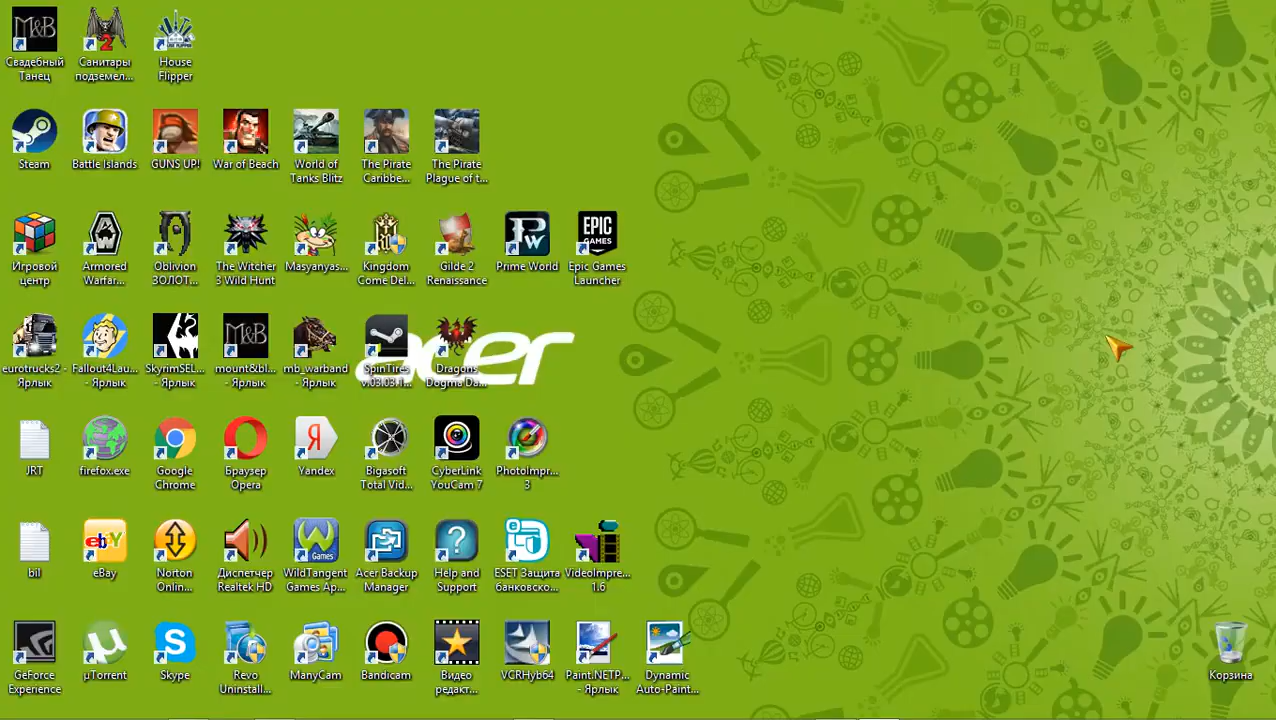 Свадебный Танец
Санитары подземел...
House Flipper
Steam
Battle Islands
GUNS UP!
War of Beach
World of Tanks Blitz
The Pirate Caribbe...
The Pirate Plague of t...
Игровой центр
Armored Warfar...
Oblivion ЗОЛОТ...
The Witcher 3 Wild Hunt
Masyanyas...
Kingdom Come Del...
Gilde 2 Renaissance
Prime World
EPIC GAMES
Epic Games Launcher
eurotrucks2 - Ярлык
Fallout4Lau... - Ярлык
SkyrimSEL... - Ярлык
M&B
mount&bl... - Ярлык
mb_warband - Ярлык
SpinTires
Dragons Dogma Da...
acer
JRT
firefox.exe
Google Chrome
Браузер Opera
Я
Yandex
Bigasoft Total Vid...
CyberLink YouCam 7
PhotoImpr... 3
bil
ebY
eBay
Norton Onlin...
Диспетчер Realtek HD
Games
WildTangent Games Ap...
Acer Backup Manager
Help and Support
ESET Защита банковско...
VideoImpre... 1.6
GeForce Experience
µTorrent
Skype
Revo Uninstall...
ManyCam
Bandicam
Видео редакт...
VCRHyb64
Paint.NETP... - Ярлык
Dynamic Auto-Paint...
Корзина